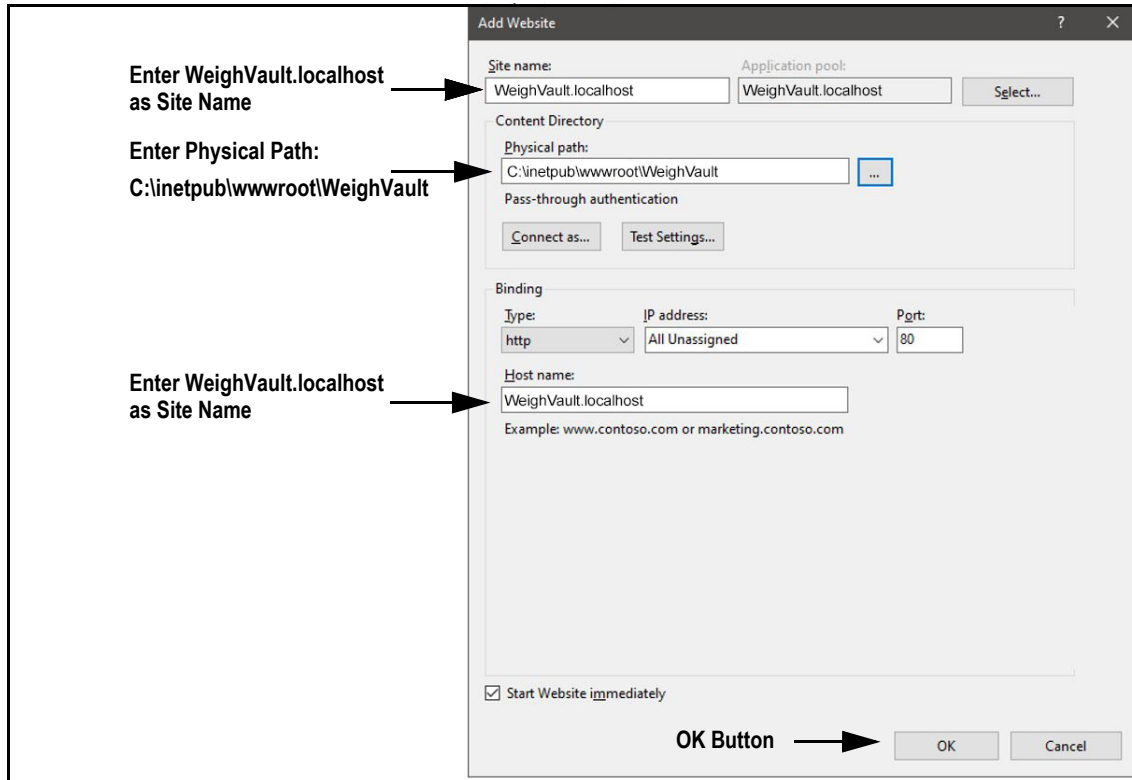 Add Website
? ×
Enter WeighVault.localhost
as Site Name
Site name:
Application pool:
WeighVault.localhost
WeighVault.localhost
Select...
Content Directory
Enter Physical Path:
C:\inetpub\wwwroot\WeighVault
Physical path:
C:\inetpub\wwwroot\WeighVault
...
Pass-through authentication
Connect as...
Test Settings...
Binding
Type:
IP address:
Port:
http
All Unassigned
80
Enter WeighVault.localhost
as Site Name
Host name:
WeighVault.localhost
Example: www.contoso.com or marketing.contoso.com
Start Website immediately
OK Button
OK
Cancel